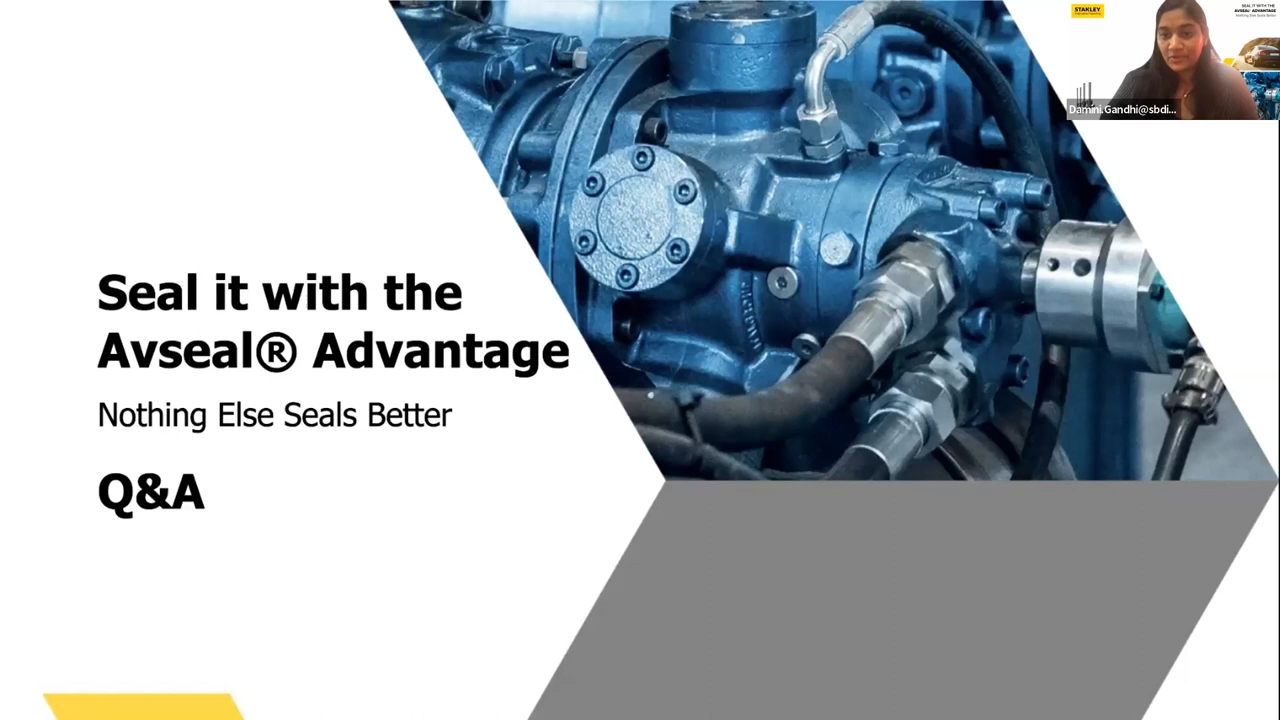 Seal it with the
Avseal® Advantage
Nothing Else Seals Better
Q&A
STANLEY
SEAL IT WITH THE
AVSEAL® ADVANTAGE
Nothing Else Seals Better
Damini.Gandhi@sbdi...